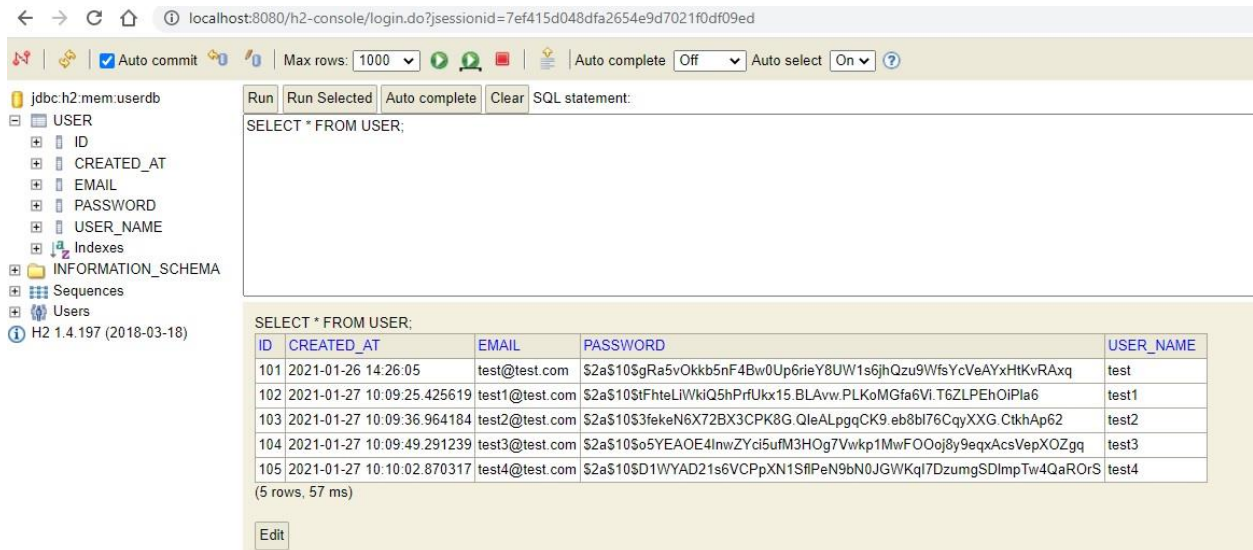 localhost:8080/h2-console/login.do?jsessionid=7ef415d048dfa2654e9d7021f0df09ed
Auto commit Max rows: 1000 Auto complete Off Auto select On
jdbc:h2:mem:userdb
USER
ID
CREATED_AT
EMAIL
PASSWORD
USER_NAME
Indexes
INFORMATION_SCHEMA
Sequences
Users
H2 1.4.197 (2018-03-18)
Run Run Selected Auto complete Clear SQL statement:
SELECT * FROM USER;
SELECT * FROM USER;
ID CREATED_AT EMAIL PASSWORD USER_NAME
101 2021-01-26 14:26:05 test@test.com $2a$10$gRa5vOkkb5nF4Bw0Up6rieY8UW1s6jhQzu9WfsYcVeAYxHtKvRAxq test
102 2021-01-27 10:09:25.425619 test1@test.com $2a$10$tFhteLiWkiQ5hPrfUkx15.BLAvw.PLKoMGfa6Vi.T6ZLPEhOiPla6 test1
103 2021-01-27 10:09:36.964184 test2@test.com $2a$10$3fekeN6X72BX3CPK8G.QleALpgqCK9.eb8bl76CqyXXG.CtkhAp62 test2
104 2021-01-27 10:09:49.291239 test3@test.com $2a$10$o5YEAOE4lnwZYci5ufM3HOg7Vwkp1MwFOOoj8y9eqxAcsVepXOZgq test3
105 2021-01-27 10:10:02.870317 test4@test.com $2a$10$D1WYAD21s6VCPpXN1SflPeN9bN0JGWKqI7DzumgSDlmpTw4QaROrS test4
(5 rows, 57 ms)
Edit